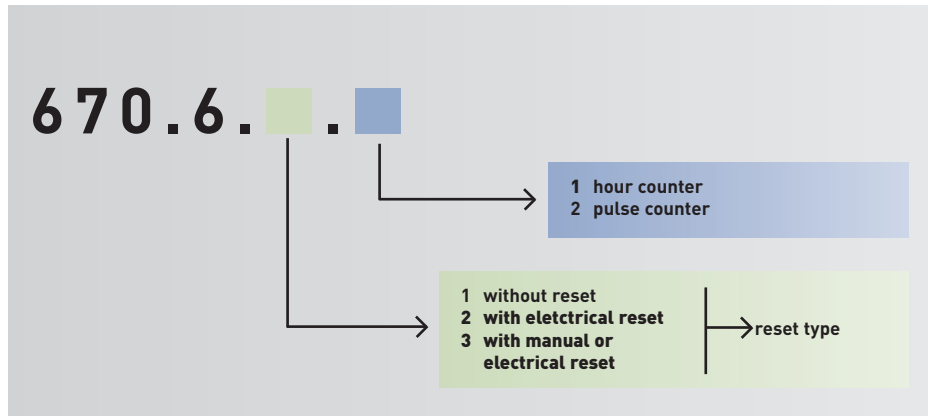 670.6. .
1 hour counter
2 pulse counter
1 without reset
2 with eletctrical reset
3 with manual or
electrical reset
reset type